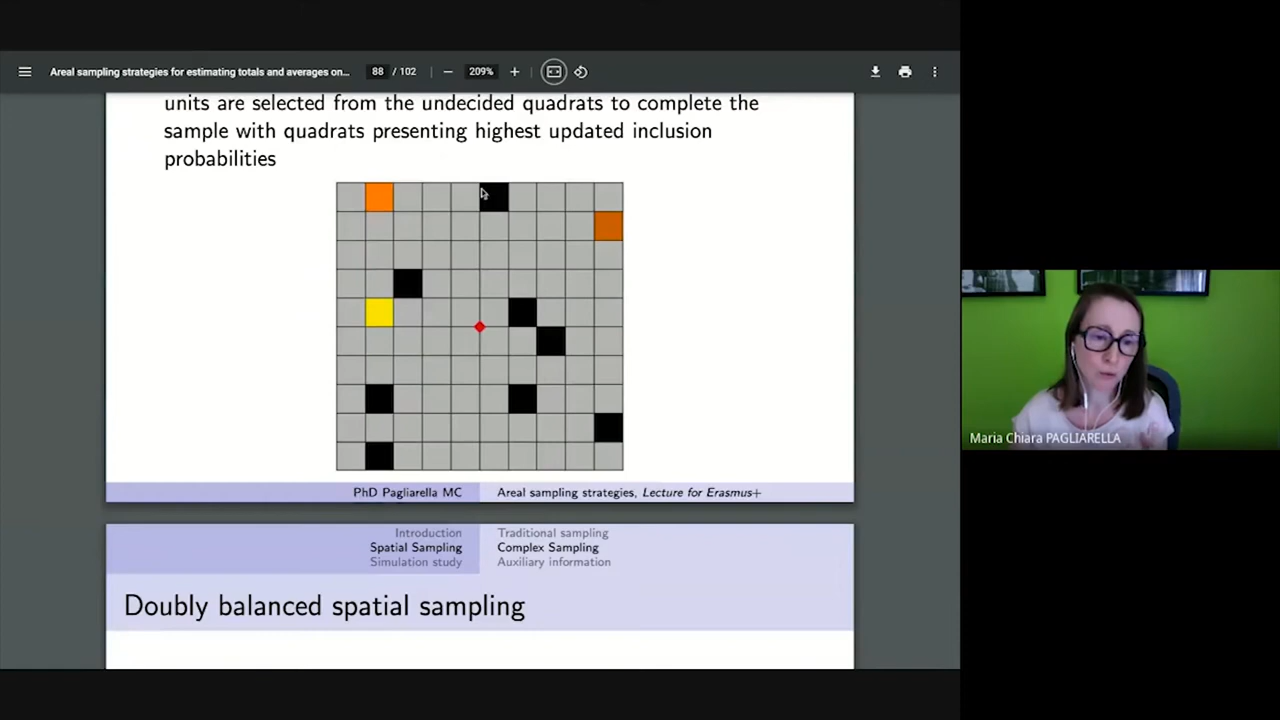 Areal sampling strategies for estimating totals and averages on...
88 / 102
209%
units are selected from the undecided quadrats to complete the
sample with quadrats presenting highest updated inclusion
probabilities
PhD Pagliarella MC
Areal sampling strategies, Lecture for Erasmus+
Introduction
Spatial Sampling
Simulation study
Traditional sampling
Complex Sampling
Auxiliary information
Doubly balanced spatial sampling
Maria Chiara PAGLIARELLA